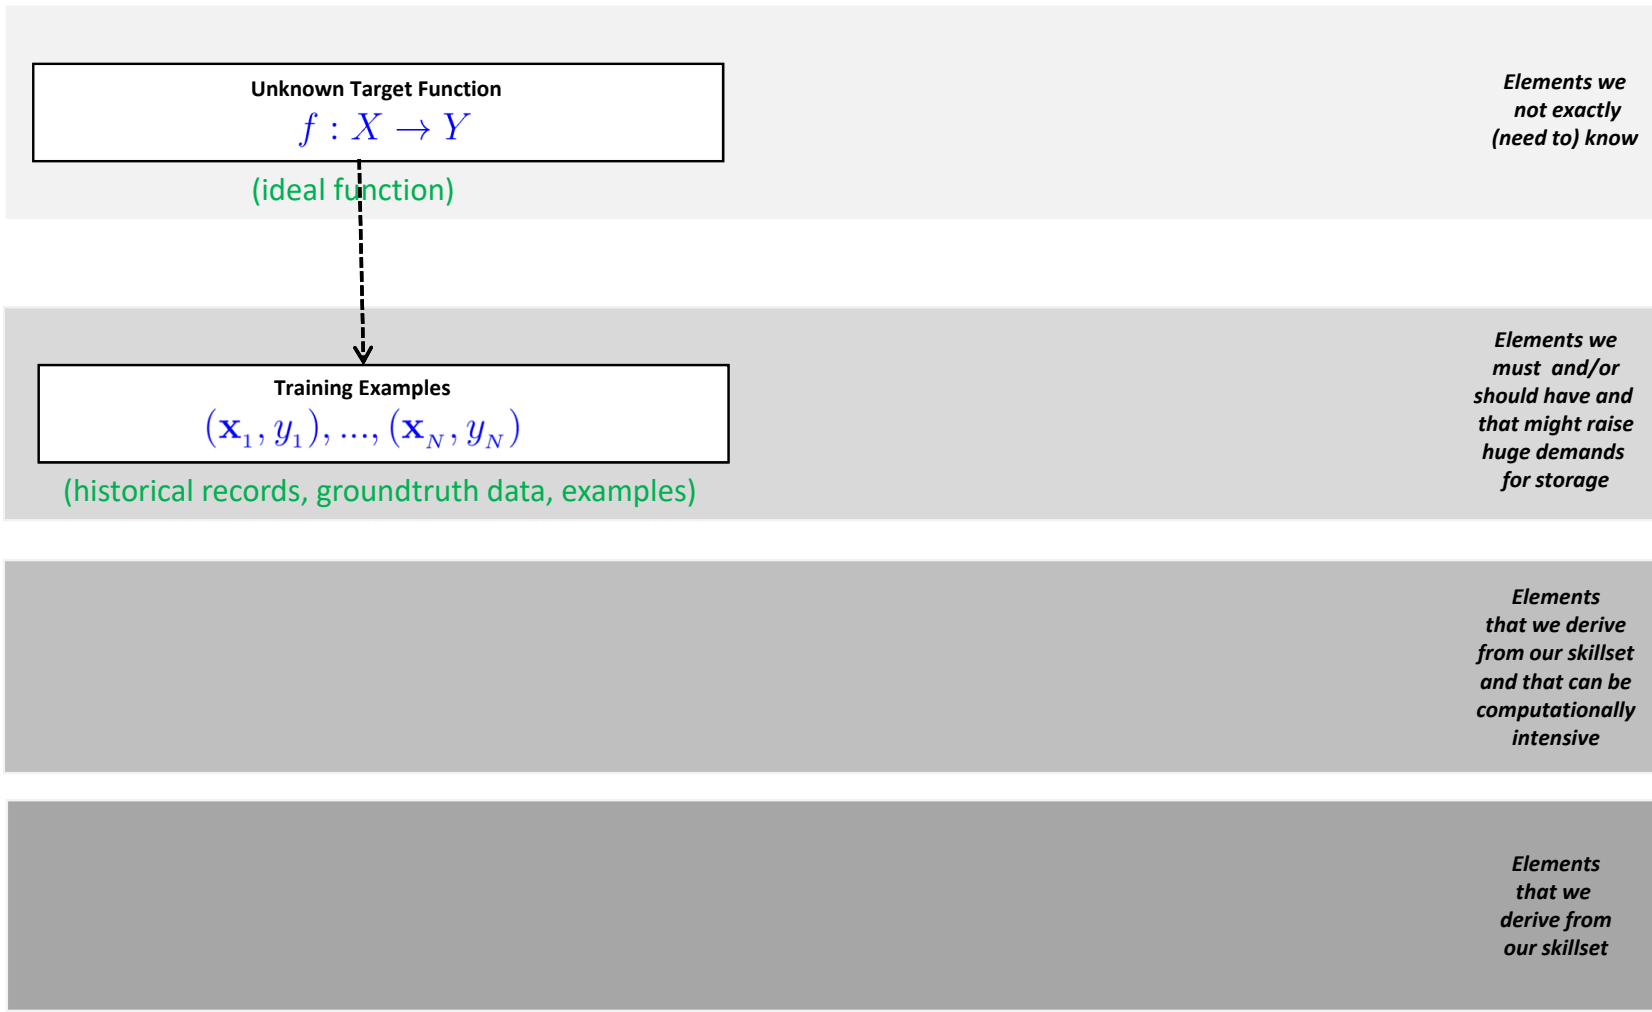 Unknown Target Function
f : X → Y
(ideal function)
Elements we
not exactly
(need to) know
Training Examples
(x₁, y₁), ..., (x_N, y_N)
(historical records, groundtruth data, examples)
Elements we
must and/or
should have and
that might raise
huge demands
for storage
Elements
that we derive
from our skillset
and that can be
computationally
intensive
Elements
that we
derive from
our skillset